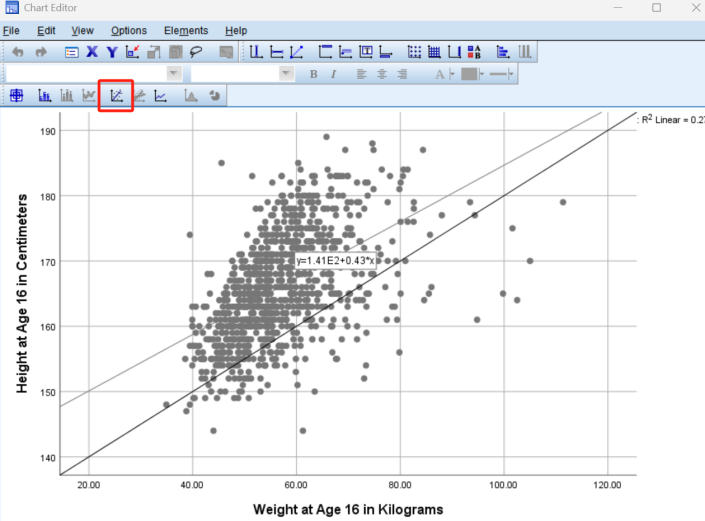 Chart Editor
File Edit View Options Elements Help
X Y
B I A
R² Linear = 0.2
190
180
170
160
150
140
y=1.41E2+0.43*x
Height at Age 16 in Centimeters
20.00 40.00 60.00 80.00 100.00 120.00
Weight at Age 16 in Kilograms